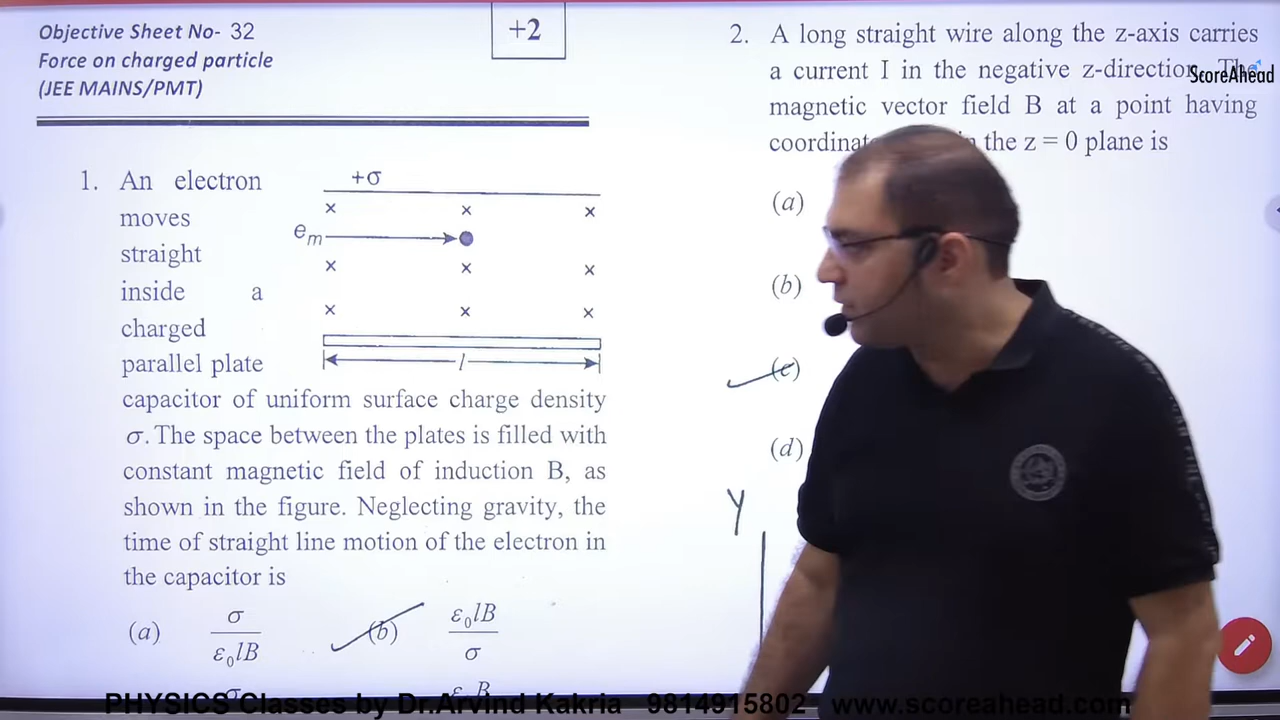 Objective Sheet No- 32
Force on charged particle
(JEE MAINS/PMT)
+2
1. An electron
moves
straight
inside a
charged
parallel plate
capacitor of uniform surface charge density
σ. The space between the plates is filled with
constant magnetic field of induction B, as
shown in the figure. Neglecting gravity, the
time of straight line motion of the electron in
the capacitor is
+σ
× × ×
eₘ
× × ×
× × ×
l
(a) σ
ε₀lB
(b) ε₀lB
σ
σ
B
2. A long straight wire along the z-axis carries
a current I in the negative z-direction. The
magnetic vector field B at a point having
the z = 0 plane is
(a)
(b)
(c)
(d)
Y
ScoreAhead
PHYSICS Classes by Dr.Arvind Kakria 9814915802 www.scoreahead.com